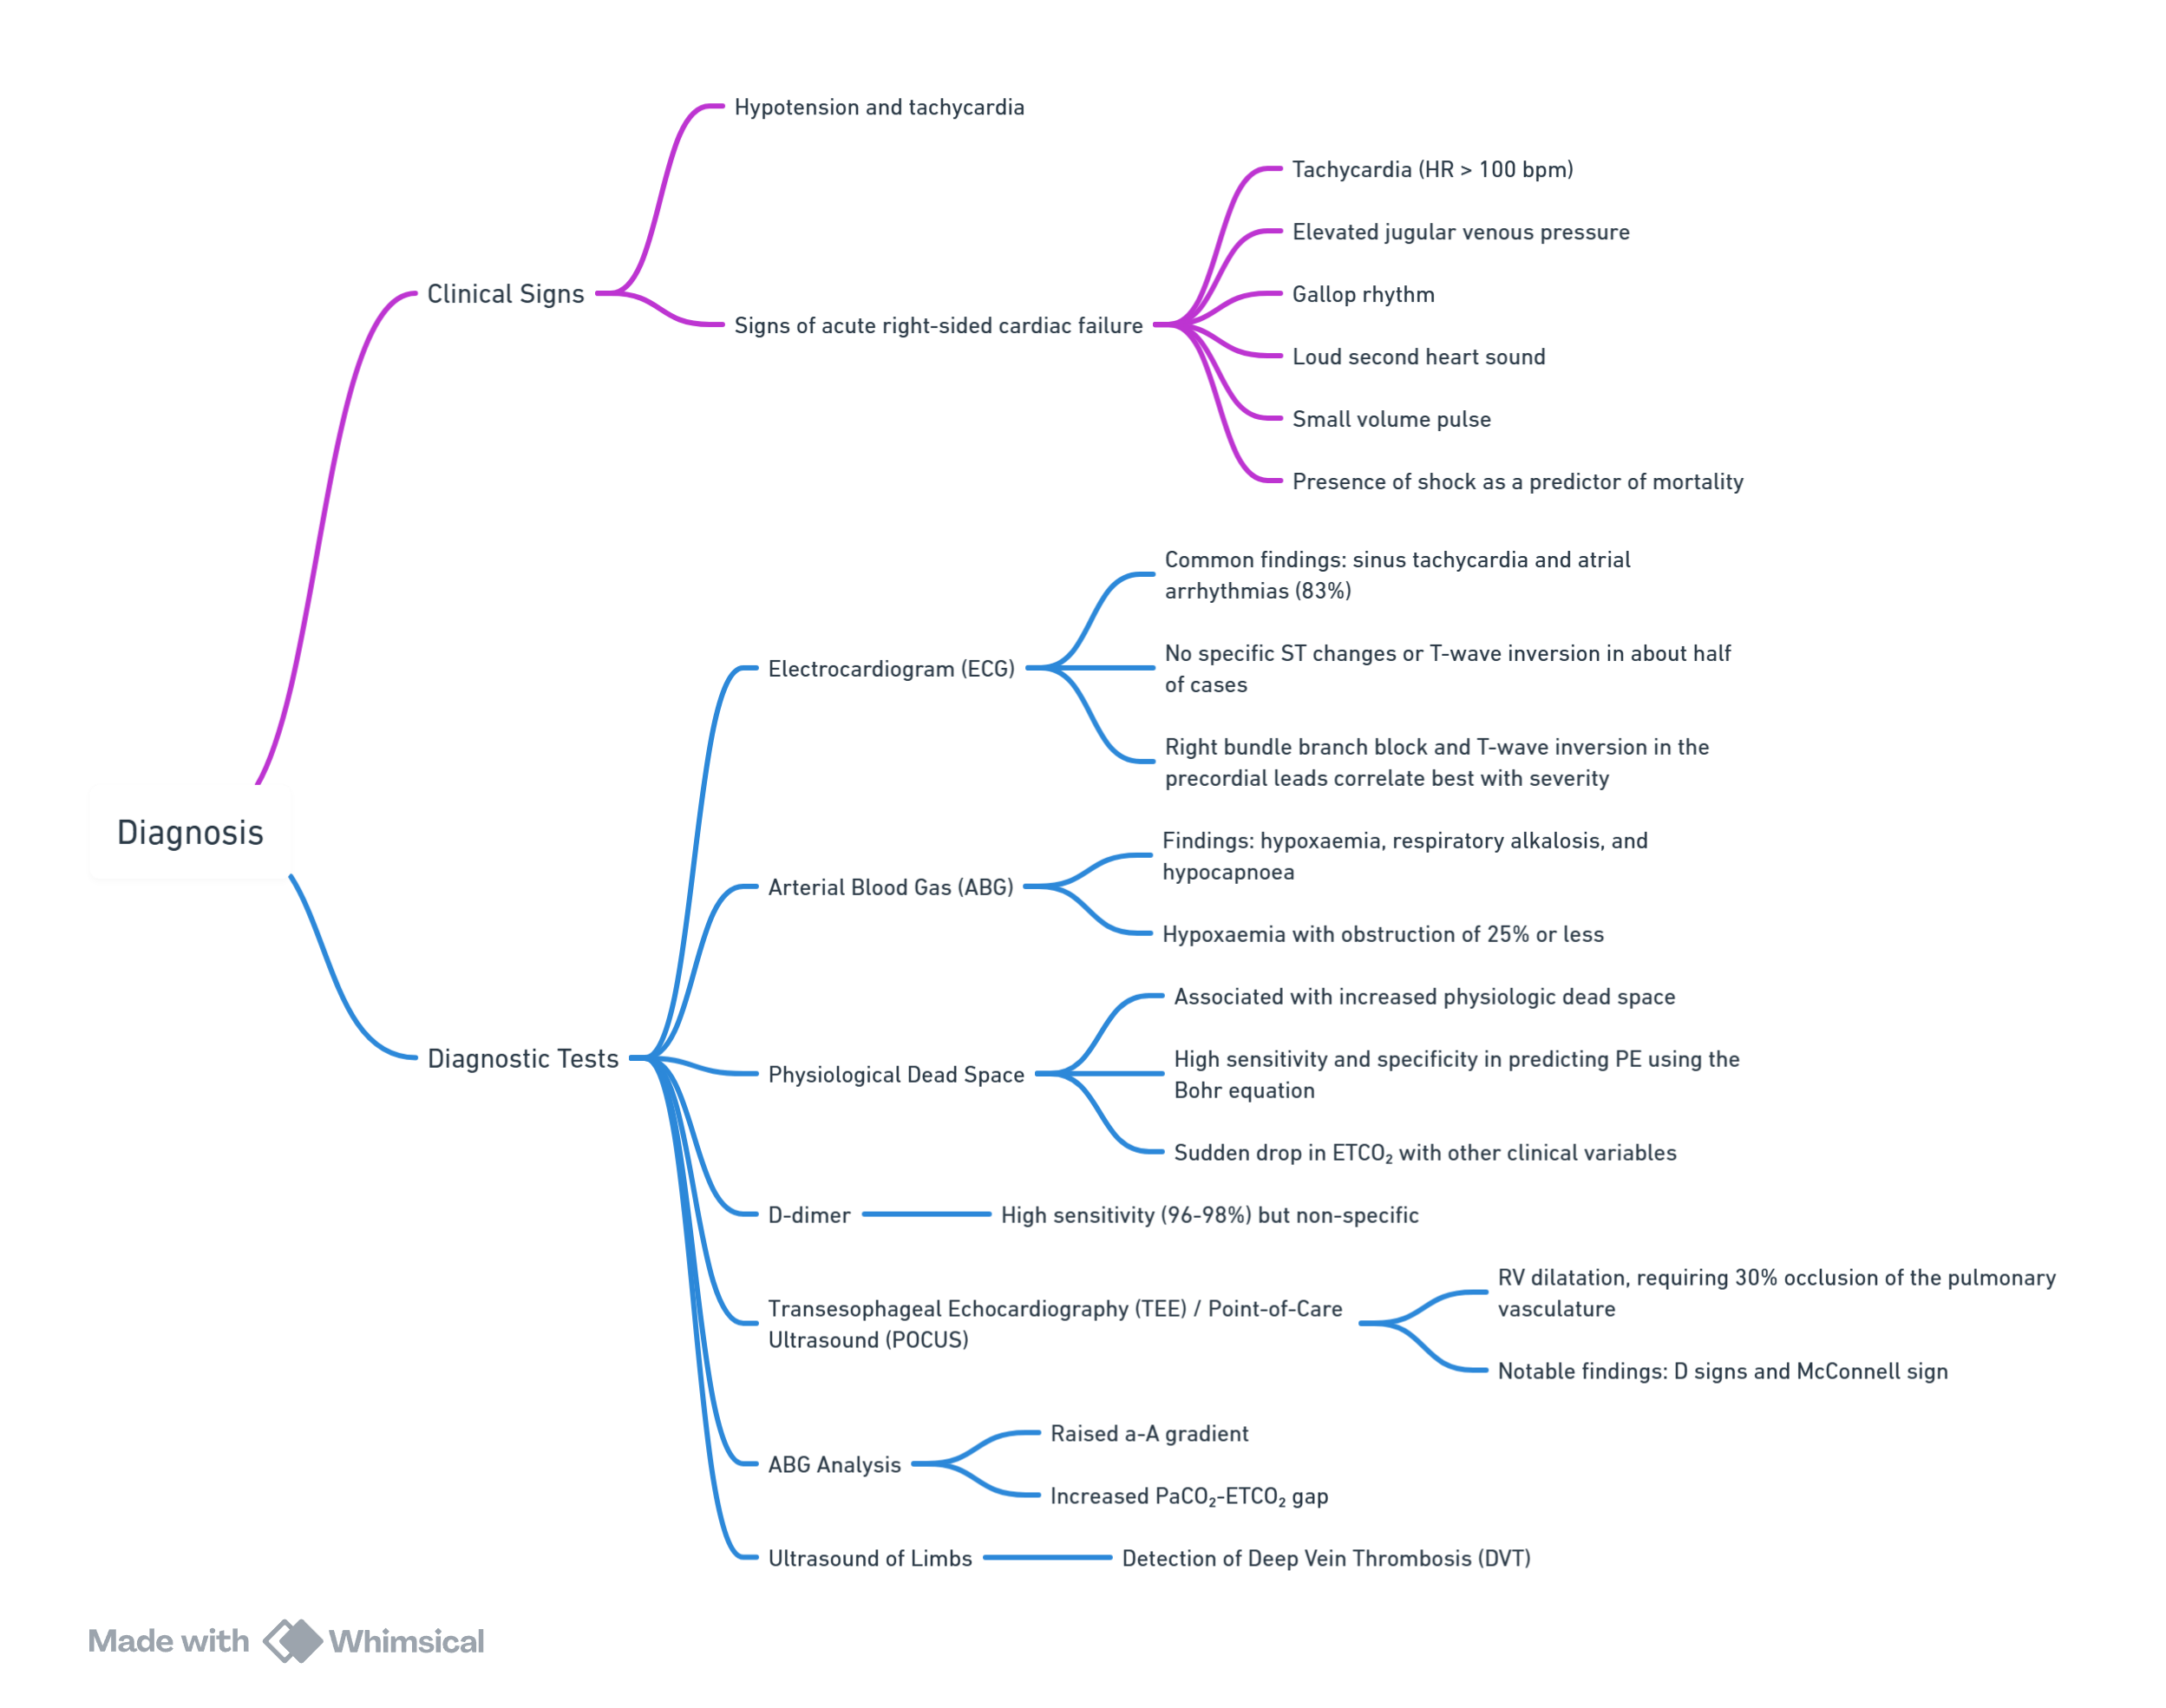 Diagnosis
Clinical Signs
Hypotension and tachycardia
Signs of acute right-sided cardiac failure
Tachycardia (HR > 100 bpm)
Elevated jugular venous pressure
Gallop rhythm
Loud second heart sound
Small volume pulse
Presence of shock as a predictor of mortality
Diagnostic Tests
Electrocardiogram (ECG)
Common findings: sinus tachycardia and atrial
arrhythmias (83%)
No specific ST changes or T-wave inversion in about half
of cases
Right bundle branch block and T-wave inversion in the
precordial leads correlate best with severity
Arterial Blood Gas (ABG)
Findings: hypoxaemia, respiratory alkalosis, and
hypocapnoea
Hypoxaemia with obstruction of 25% or less
Physiological Dead Space
Associated with increased physiologic dead space
High sensitivity and specificity in predicting PE using the
Bohr equation
Sudden drop in ETCO₂ with other clinical variables
D-dimer
High sensitivity (96-98%) but non-specific
Transesophageal Echocardiography (TEE) / Point-of-Care
Ultrasound (POCUS)
RV dilatation, requiring 30% occlusion of the pulmonary
vasculature
Notable findings: D signs and McConnell sign
ABG Analysis
Raised a-A gradient
Increased PaCO₂-ETCO₂ gap
Ultrasound of Limbs
Detection of Deep Vein Thrombosis (DVT)
Made with Whimsical